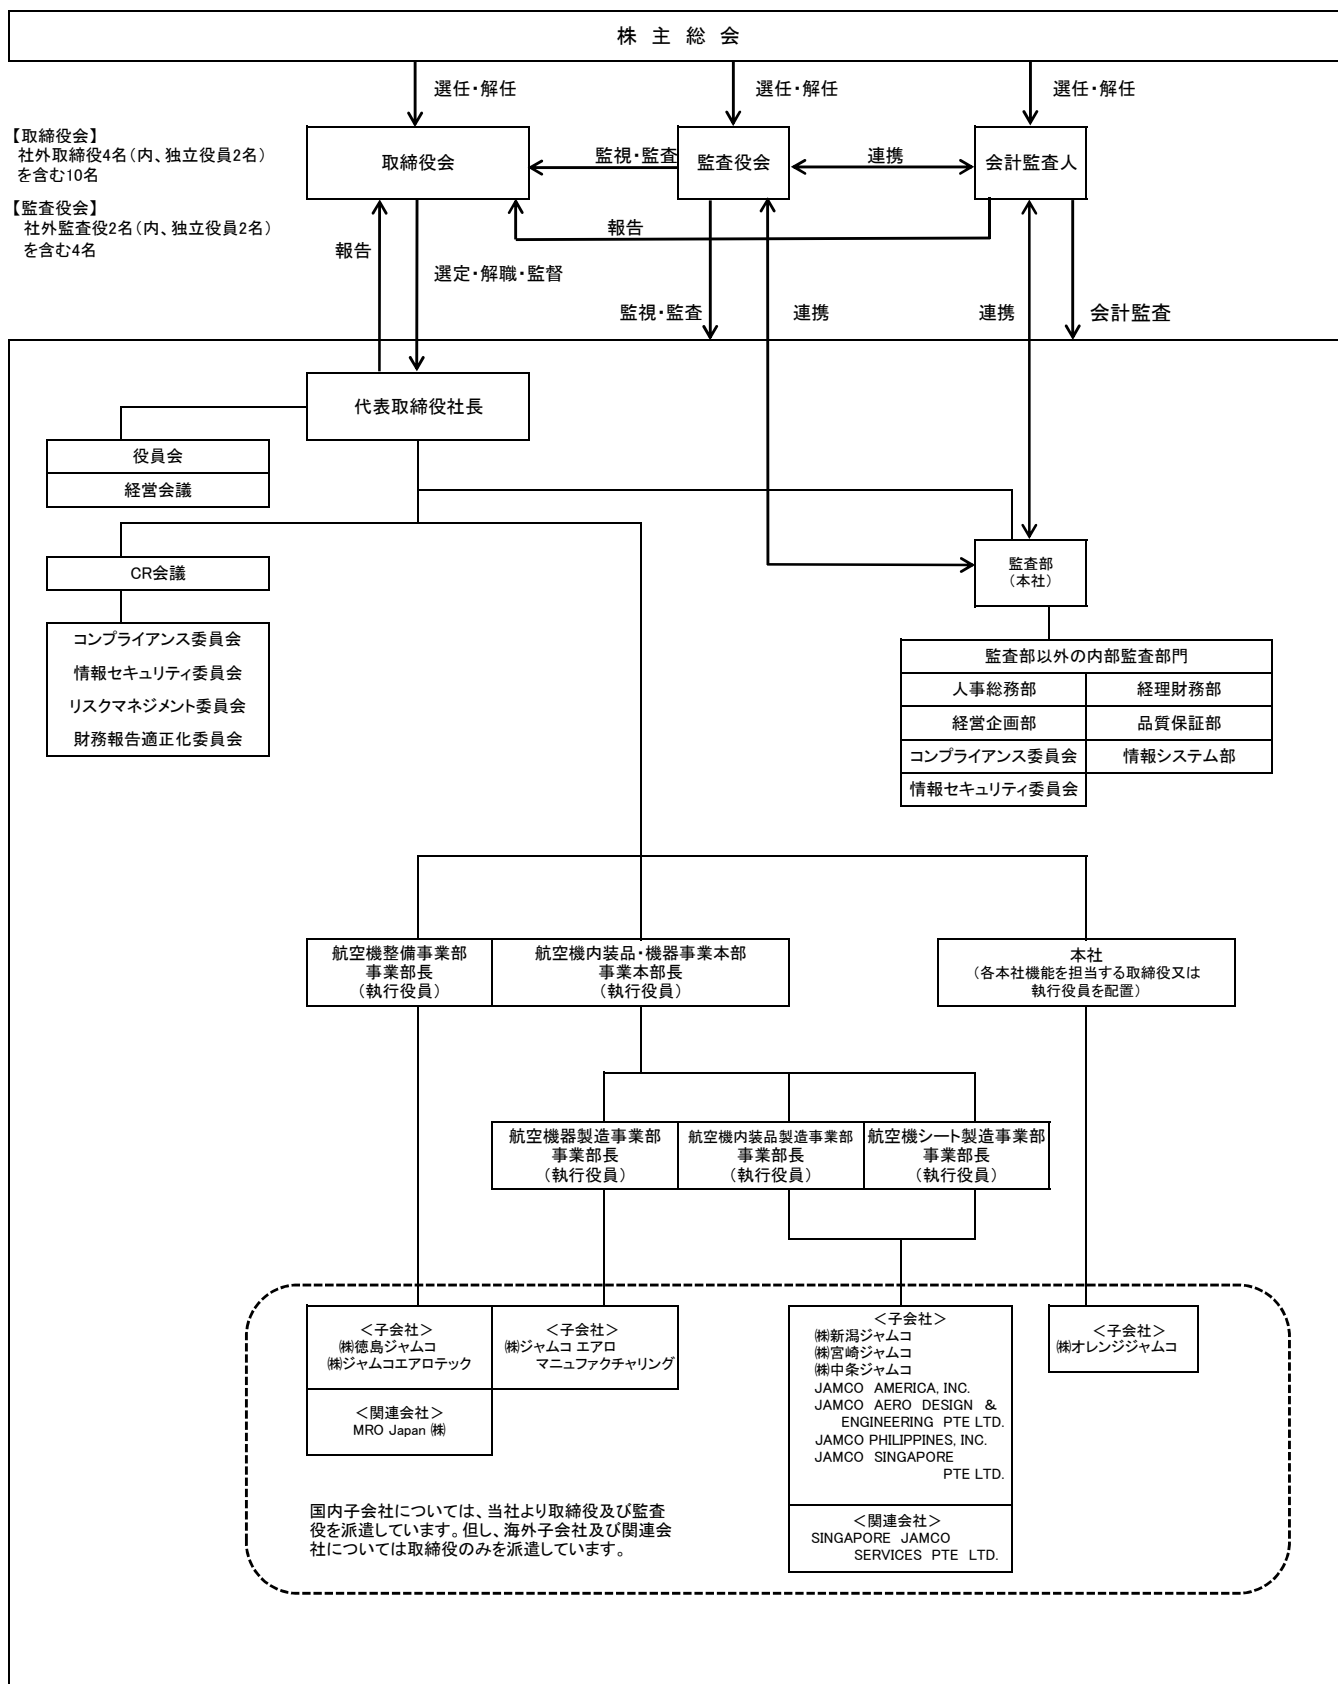 株 主 総 会
選任・解任
選任・解任
選任・解任
【取締役会】
社外取締役4名（内、独立役員2名）
を含む10名
【監査役会】
社外監査役2名（内、独立役員2名）
を含む4名
取締役会
監視・監査
監査役会
連携
会計監査人
報告
報告
選定・解職・監督
監視・監査
連携
連携
会計監査
代表取締役社長
役員会
経営会議
CR会議
コンプライアンス委員会
情報セキュリティ委員会
リスクマネジメント委員会
財務報告適正化委員会
監査部
（本社）
監査部以外の内部監査部門
人事総務部
経理財務部
経営企画部
品質保証部
コンプライアンス委員会
情報システム部
情報セキュリティ委員会
航空機整備事業部
事業部長
（執行役員）
航空機内装品・機器事業本部
事業本部長
（執行役員）
本社
（各本社機能を担当する取締役又は
執行役員を配置）
航空機器製造事業部
事業部長
（執行役員）
航空機内装品製造事業部
事業部長
（執行役員）
航空機シート製造事業部
事業部長
（執行役員）
＜子会社＞
㈱徳島ジャムコ
㈱ジャムコエアロテック
＜関連会社＞
MRO Japan ㈱
＜子会社＞
㈱ジャムコ エアロ
マニュファクチャリング
＜子会社＞
㈱新潟ジャムコ
㈱宮崎ジャムコ
㈱中条ジャムコ
JAMCO AMERICA, INC.
JAMCO AERO DESIGN &
ENGINEERING PTE LTD.
JAMCO PHILIPPINES, INC.
JAMCO SINGAPORE
PTE LTD.
＜関連会社＞
SINGAPORE JAMCO
SERVICES PTE LTD.
＜子会社＞
㈱オレンジジャムコ
国内子会社については、当社より取締役及び監査
役を派遣しています。但し、海外子会社及び関連会
社については取締役のみを派遣しています。